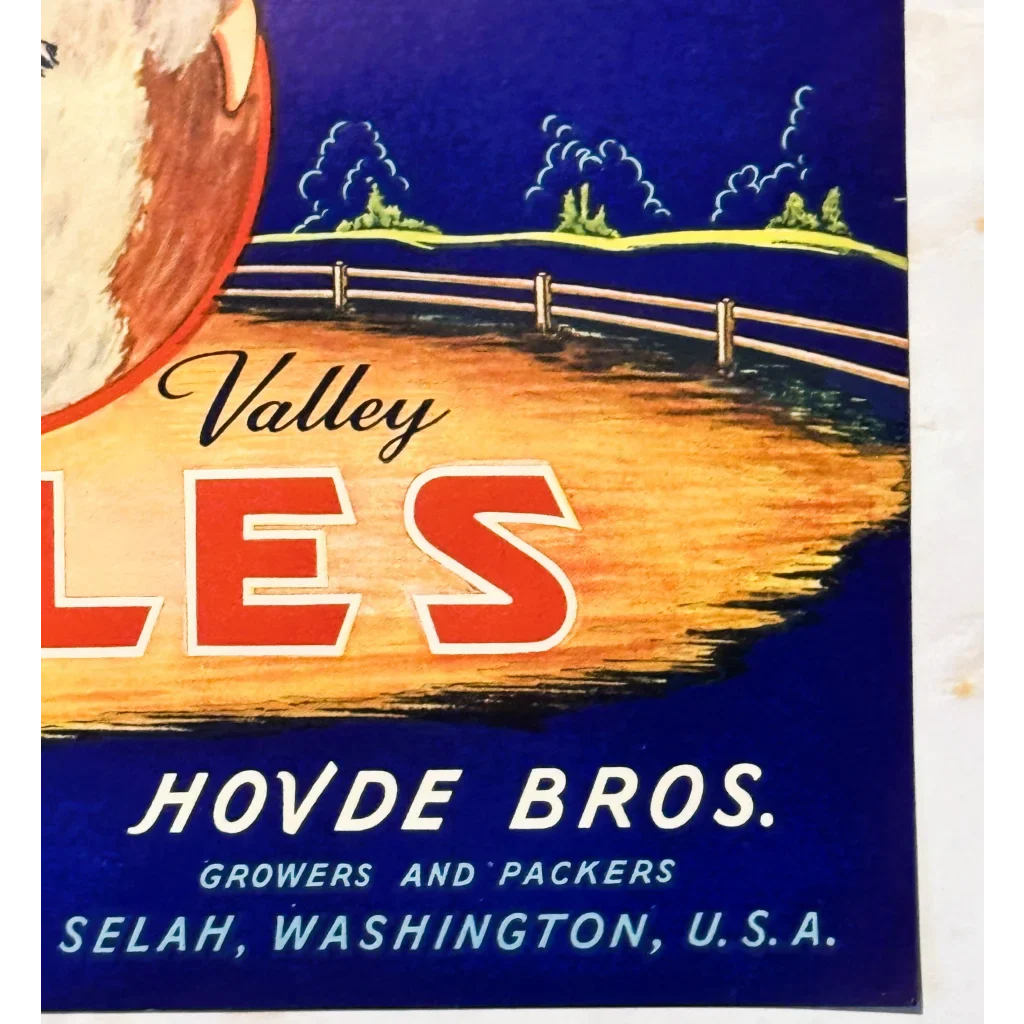 Valley
LES
HOVDE BROS.
GROWERS AND PACKERS
SELAH, WASHINGTON, U.S.A.